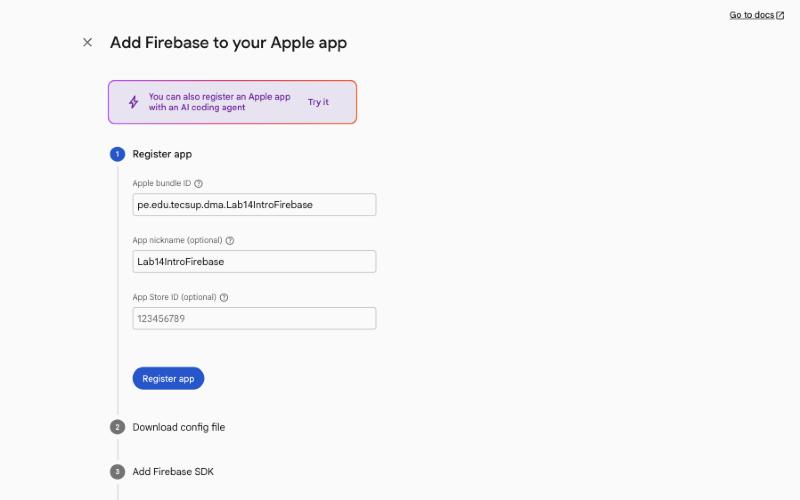 Go to docs
Add Firebase to your Apple app
You can also register an Apple app
with an AI coding agent
Try it
1
Register app
Apple bundle ID
pe.edu.tecsup.dma.Lab14IntroFirebase
App nickname (optional)
Lab14IntroFirebase
App Store ID (optional)
123456789
Register app
2
Download config file
3
Add Firebase SDK